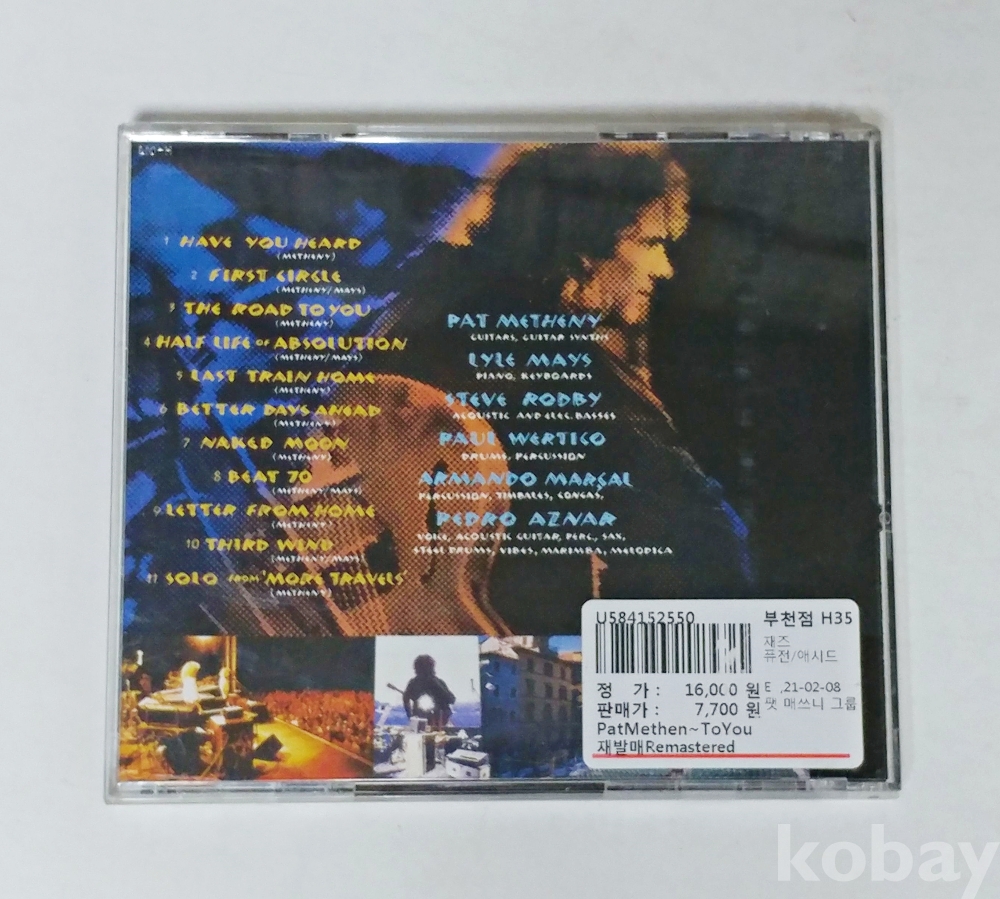 1 HAVE YOU HEARD
(METHENY)
2 FIRST CIRCLE
(METHENY/MAYS)
3 THE ROAD TO YOU
(METHENY)
4 HALF LIFE OF ABSOLUTION
(METHENY/MAYS)
5 LAST TRAIN HOME
(METHENY)
6 BETTER DAYS AHEAD
(METHENY)
7 NAKED MOON
(METHENY)
8 BEAT 70
(METHENY/MAYS)
9 LETTER FROM HOME
(METHENY)
10 THIRD WIND
(METHENY/MAYS)
11 SOLO FROM 'MORE TRAVELS'
(METHENY)
PAT METHENY
GUITARS, GUITAR SYNTHS
LYLE MAYS
PIANO, KEYBOARDS
STEVE RODBY
ACOUSTIC AND ELEC. BASSES
PAUL WERTICO
DRUMS, PERCUSSION
ARMANDO MARÇAL
PERCUSSION, TIMBALES, CONGAS,
PEDRO AZNAR
VOICE, ACOUSTIC GUITAR, PERC., SAX,
STEEL DRUMS, VIBES, MARIMBA, MELODICA
U584152550 부천점 H35
재즈
퓨전/애시드
정 가 : 16,000 원 E ,21-02-08
판매가 : 7,700 원 팻 매쓰니 그룹
PatMethen~ToYou
재발매Remastered
kobay